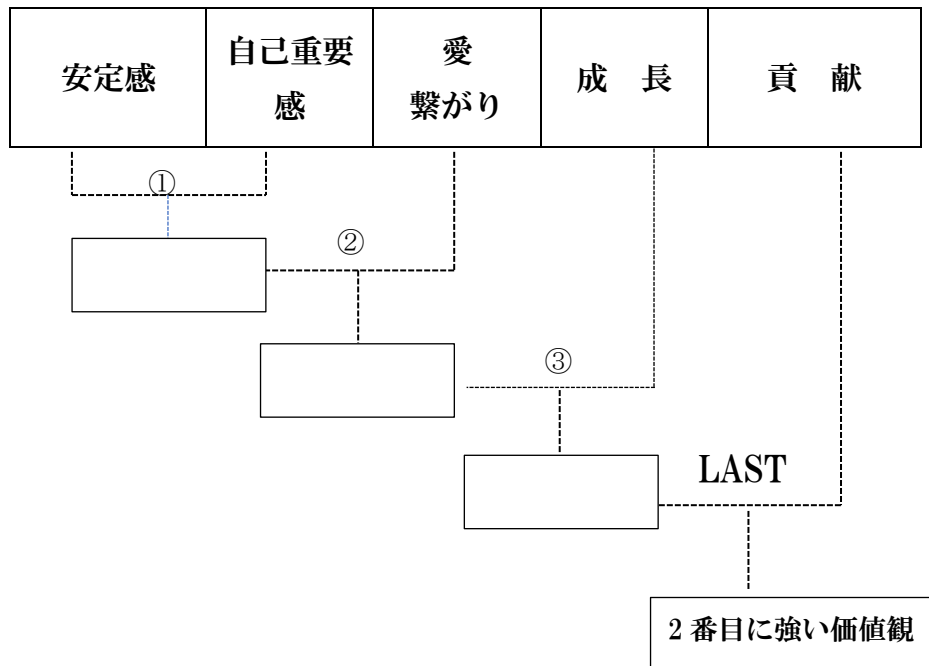 安定感
自己重要
感
愛
繋がり
成　長
貢　献
①
②
③
LAST
2番目に強い価値観